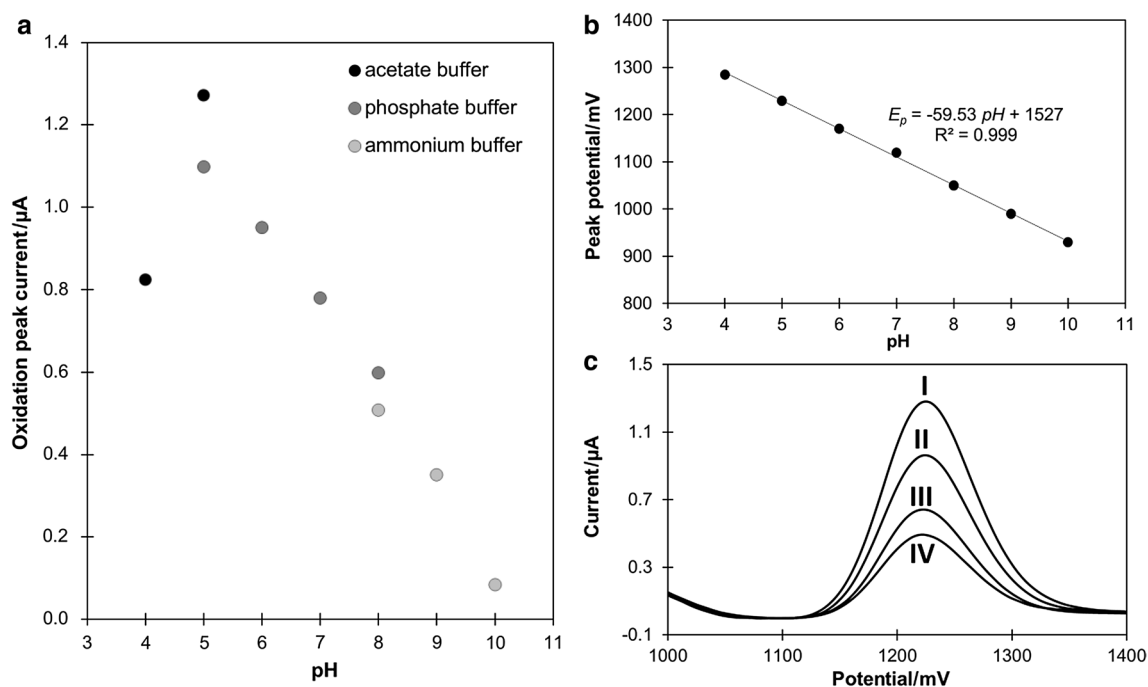 a
1.4
1.2
1.0
0.8
0.6
0.4
0.2
0.0
3 4 5 6 7 8 9 10 11
pH
Oxidation peak current/µA
acetate buffer
phosphate buffer
ammonium buffer
b
1400
1300
1200
1100
1000
900
800
3 4 5 6 7 8 9 10 11
pH
Peak potential/mV
Ep = -59.53 pH + 1527
R² = 0.999
c
1.5
1.1
0.7
0.3
-0.1
1000 1100 1200 1300 1400
Potential/mV
Current/µA
I
II
III
IV